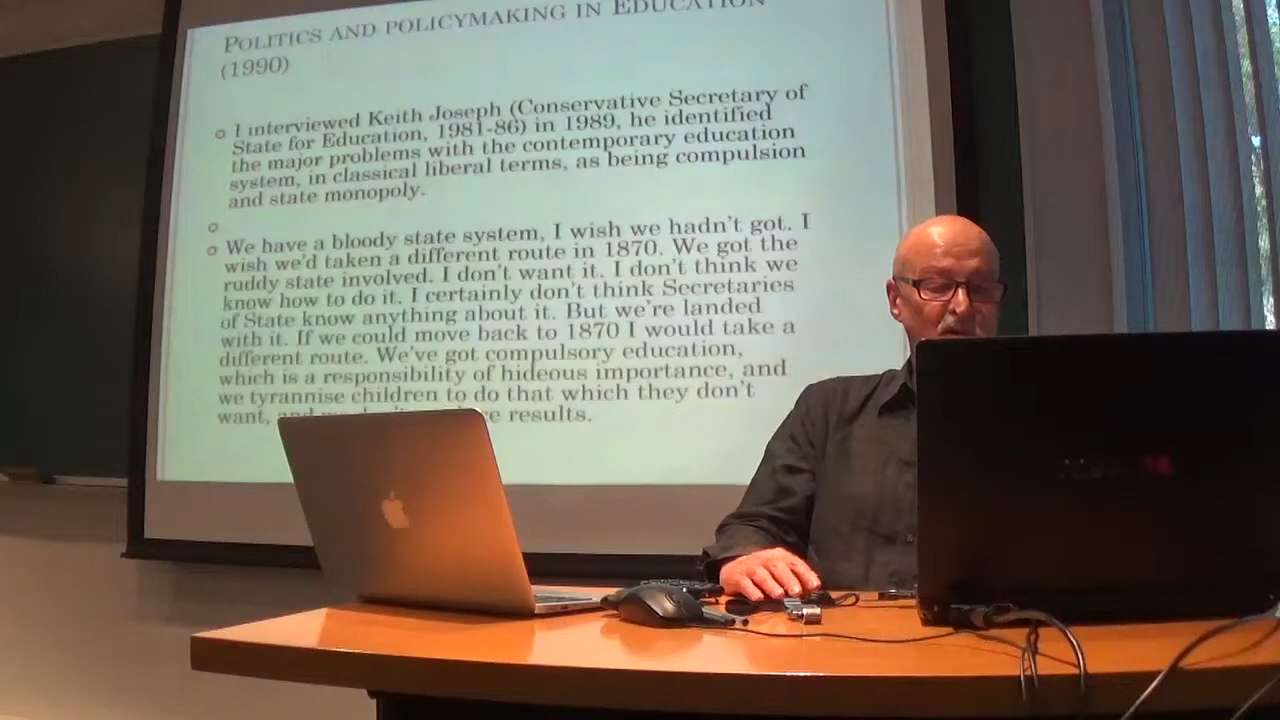 POLITICS AND POLICYMAKING IN EDUCATION
(1990)
I interviewed Keith Joseph (Conservative Secretary of
State for Education, 1981-86) in 1989, he identified
the major problems with the contemporary education
system, in classical liberal terms, as being compulsion
and state monopoly.
We have a bloody state system, I wish we hadn't got. I
wish we'd taken a different route in 1870. We got the
ruddy state involved. I don't want it. I don't think we
know how to do it. I certainly don't think Secretaries
of State know anything about it. But we're landed
with it. If we could move back to 1870 I would take a
different route. We've got compulsory education,
which is a responsibility of hideous importance, and
we tyrannise children to do that which they don't
want, and results.